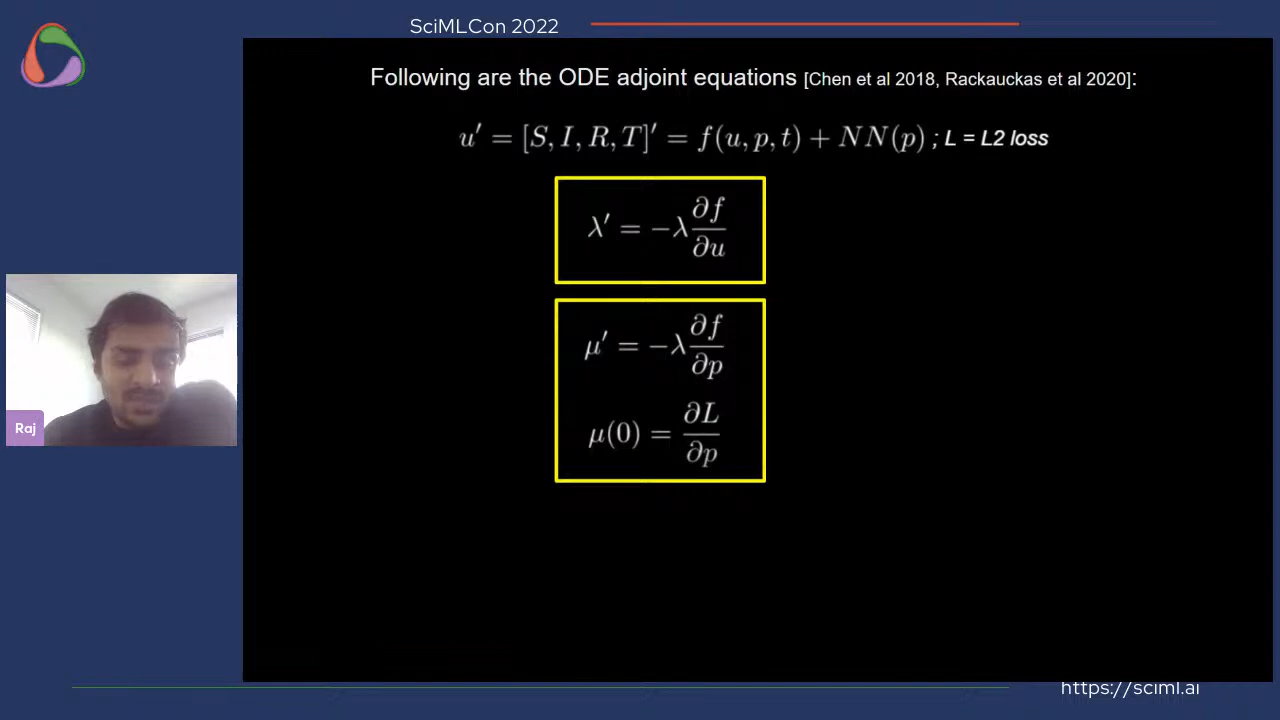 SciMLCon 2022
Following are the ODE adjoint equations [Chen et al 2018, Rackauckas et al 2020]:
u′ = [S, I, R, T]′ = f(u, p, t) + NN(p) ; L = L2 loss
λ′ = −λ ∂f/∂u
μ′ = −λ ∂f/∂p
μ(0) = ∂L/∂p
Raj
https://sciml.ai